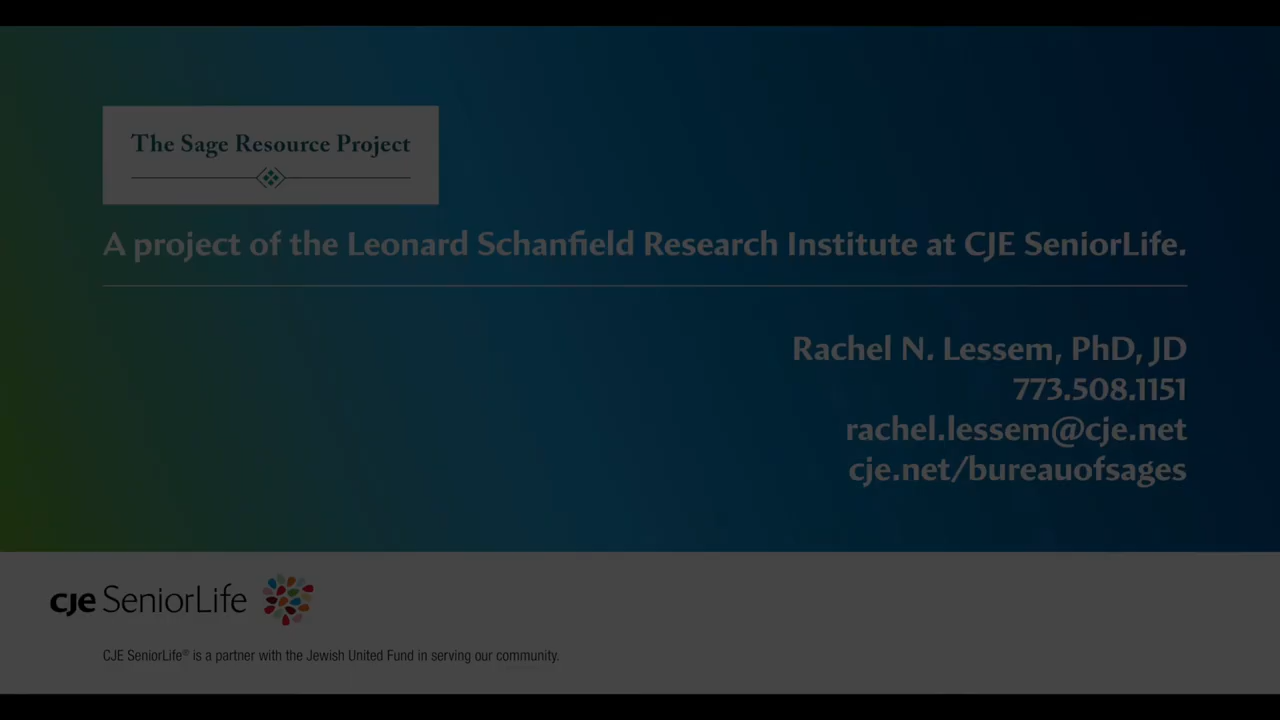 The Sage Resource Project
A project of the Leonard Schanfield Research Institute at CJE SeniorLife.
Rachel N. Lessem, PhD, JD
773.508.1151
rachel.lessem@cje.net
cje.net/bureauofsages
cje SeniorLife
CJE SeniorLife® is a partner with the Jewish United Fund in serving our community.